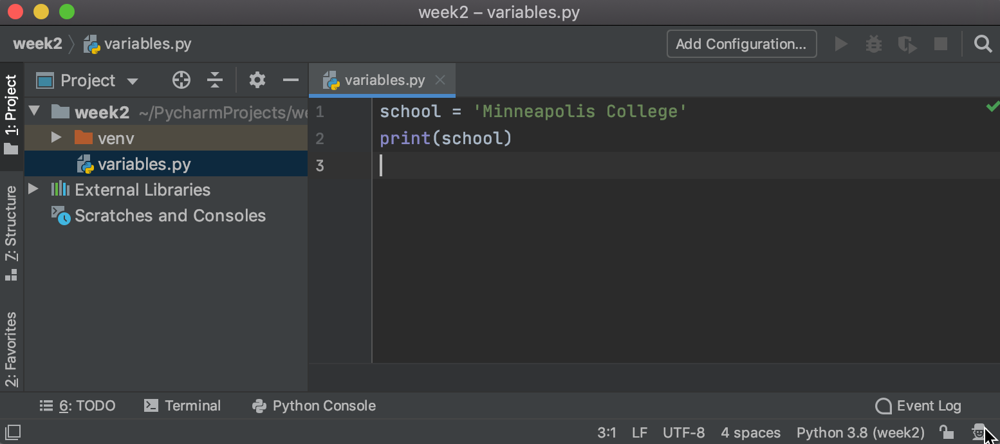 week2 – variables.py
week2 variables.py
Add Configuration...
1: Project
7: Structure
2: Favorites
Project
week2 ~/PycharmProjects/we
venv
variables.py
External Libraries
Scratches and Consoles
variables.py
1 school = 'Minneapolis College'
2 print(school)
3
6: TODO Terminal Python Console Event Log
3:1 LF UTF-8 4 spaces Python 3.8 (week2)